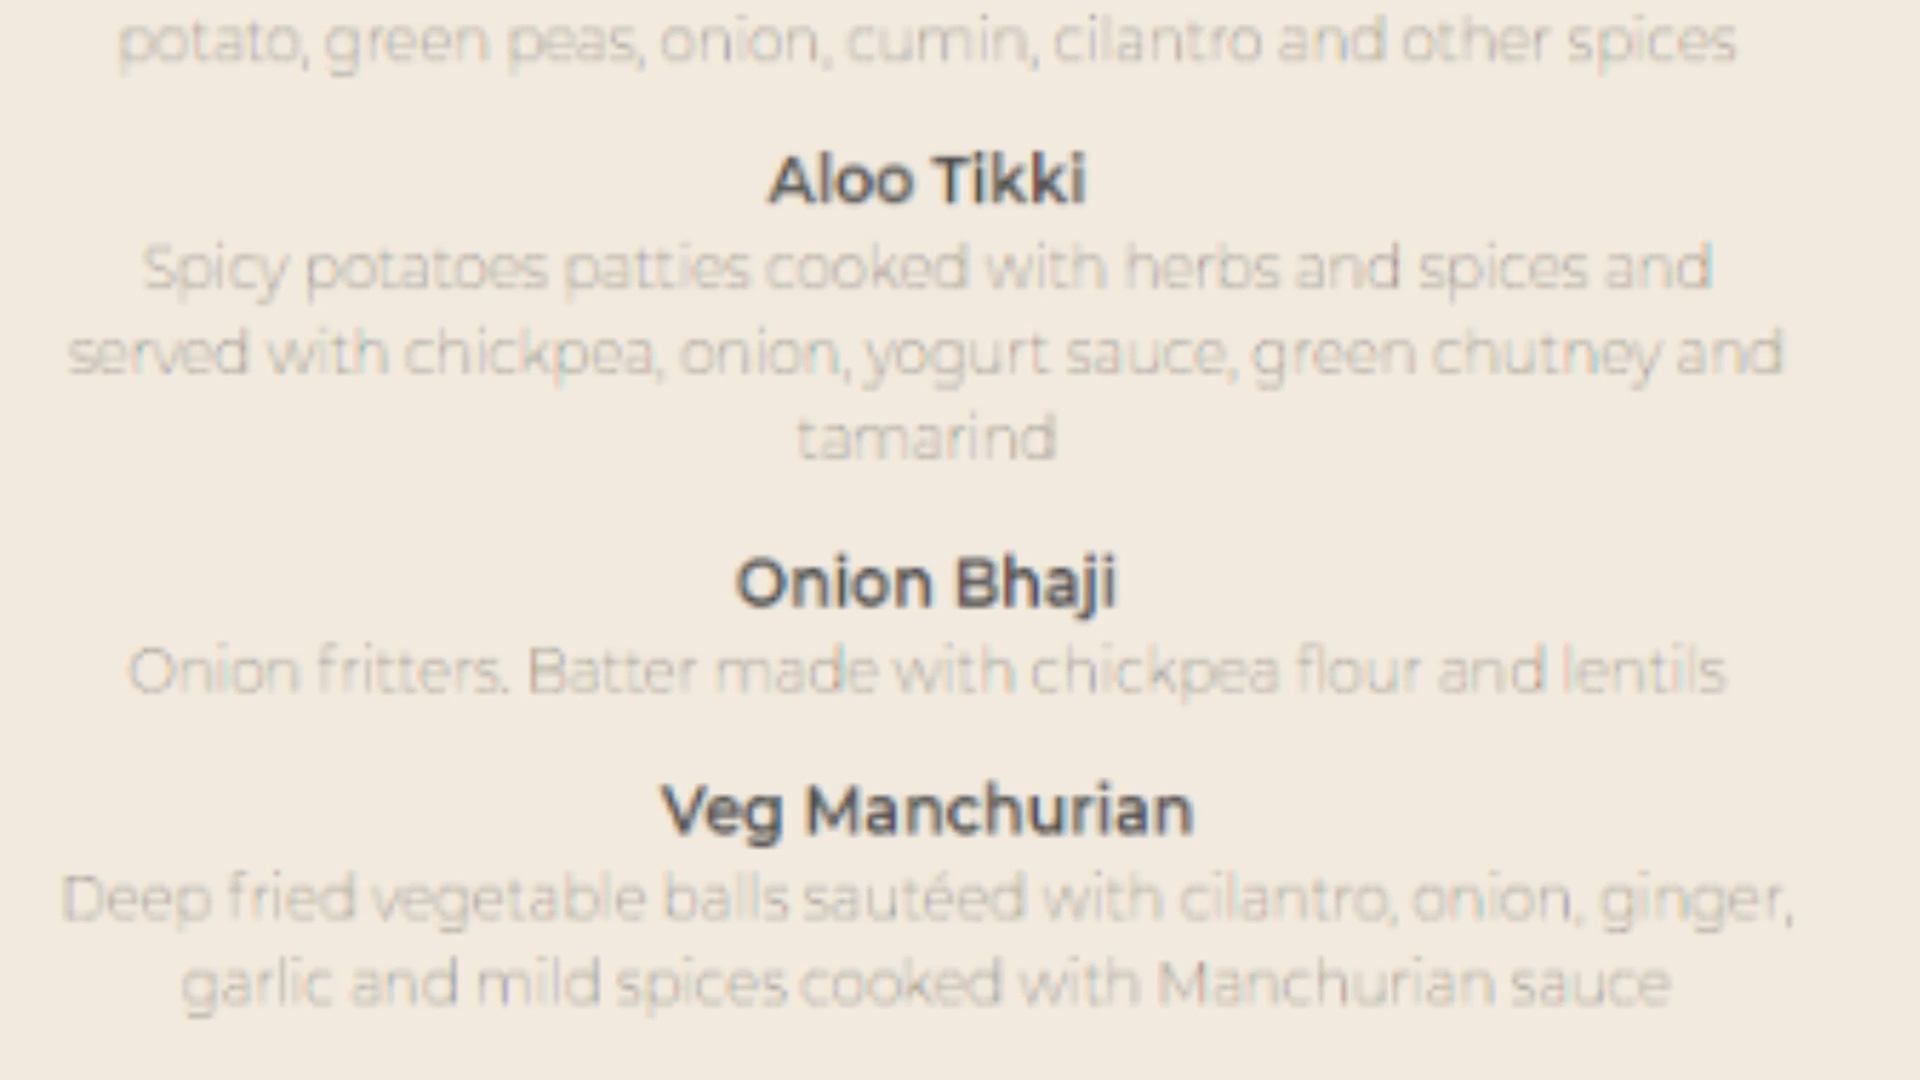 potato, green peas, onion, cumin, cilantro and other spices
Aloo Tikki
Spicy potatoes patties cooked with herbs and spices and
served with chickpea, onion, yogurt sauce, green chutney and
tamarind
Onion Bhaji
Onion fritters. Batter made with chickpea flour and lentils
Veg Manchurian
Deep fried vegetable balls sautéed with cilantro, onion, ginger,
garlic and mild spices cooked with Manchurian sauce